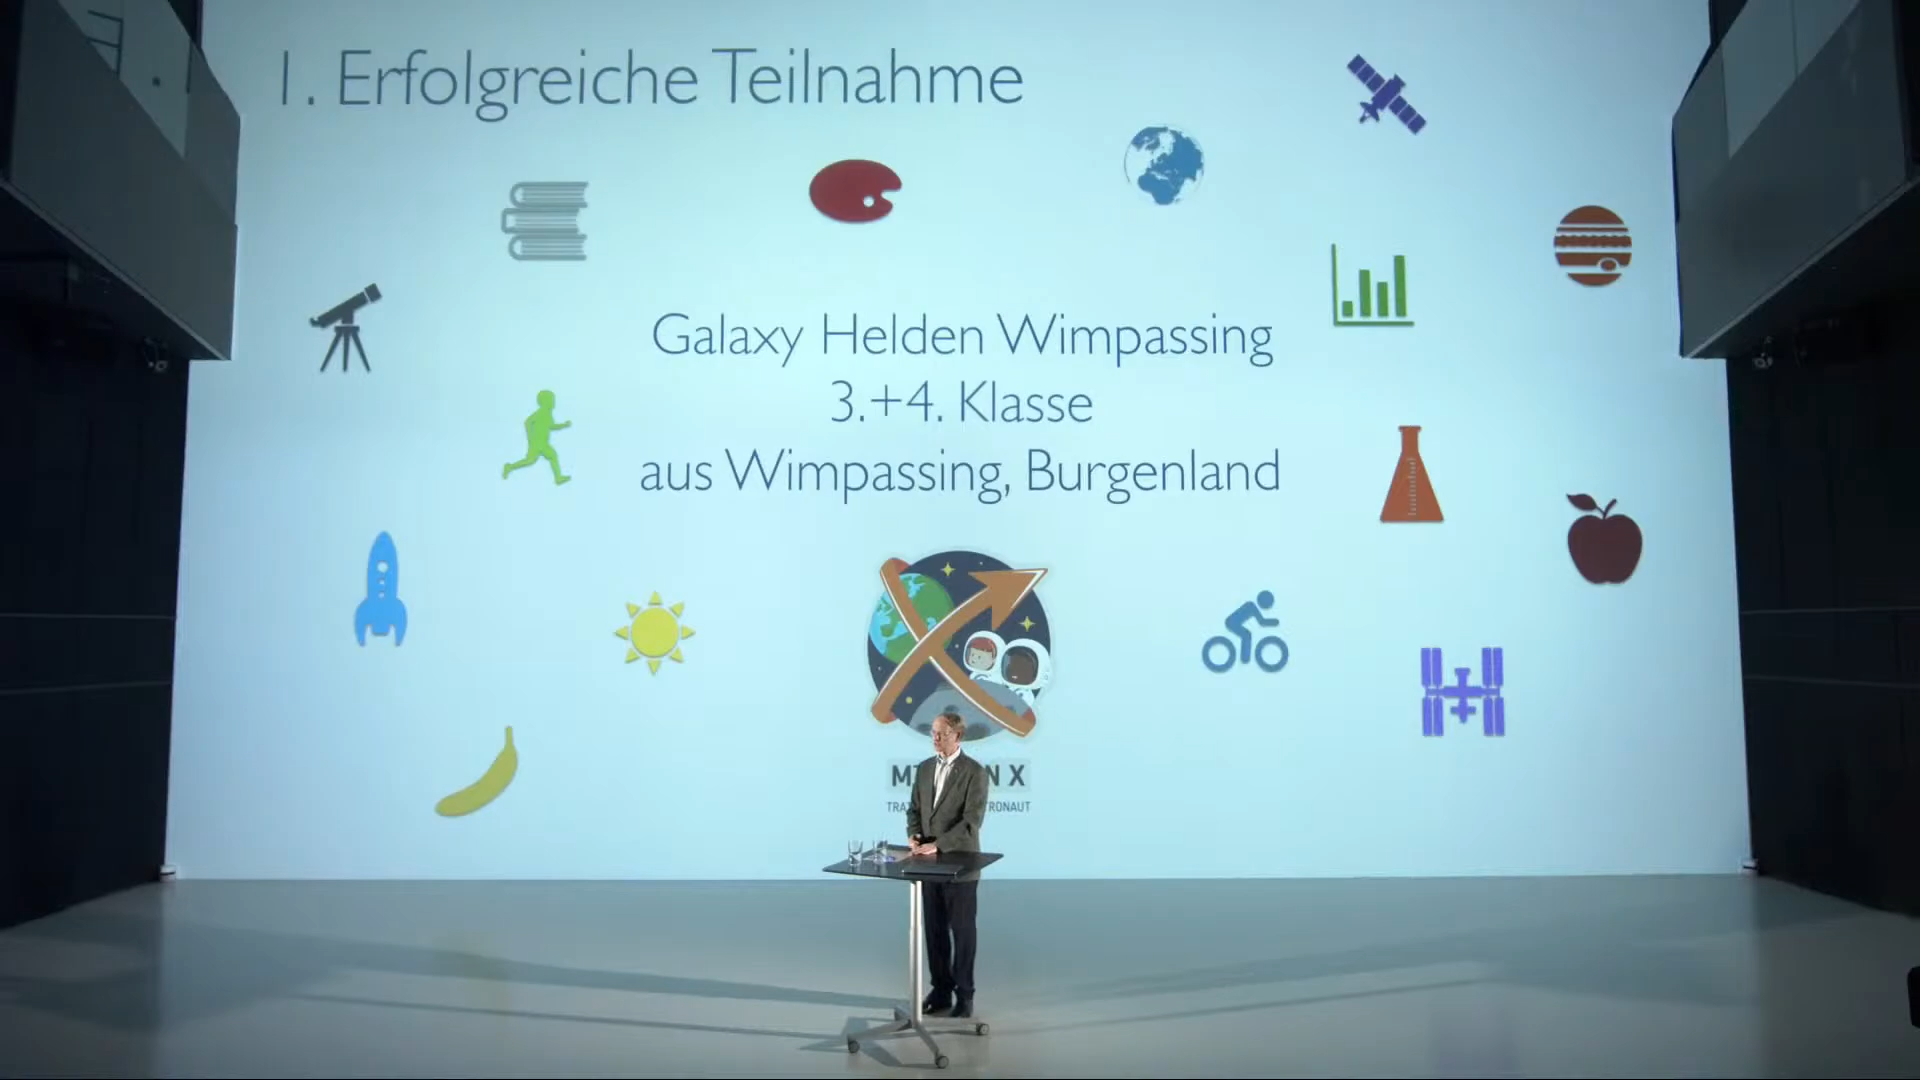 1. Erfolgreiche Teilnahme
Galaxy Helden Wimpassing
3.+4. Klasse
aus Wimpassing, Burgenland
X